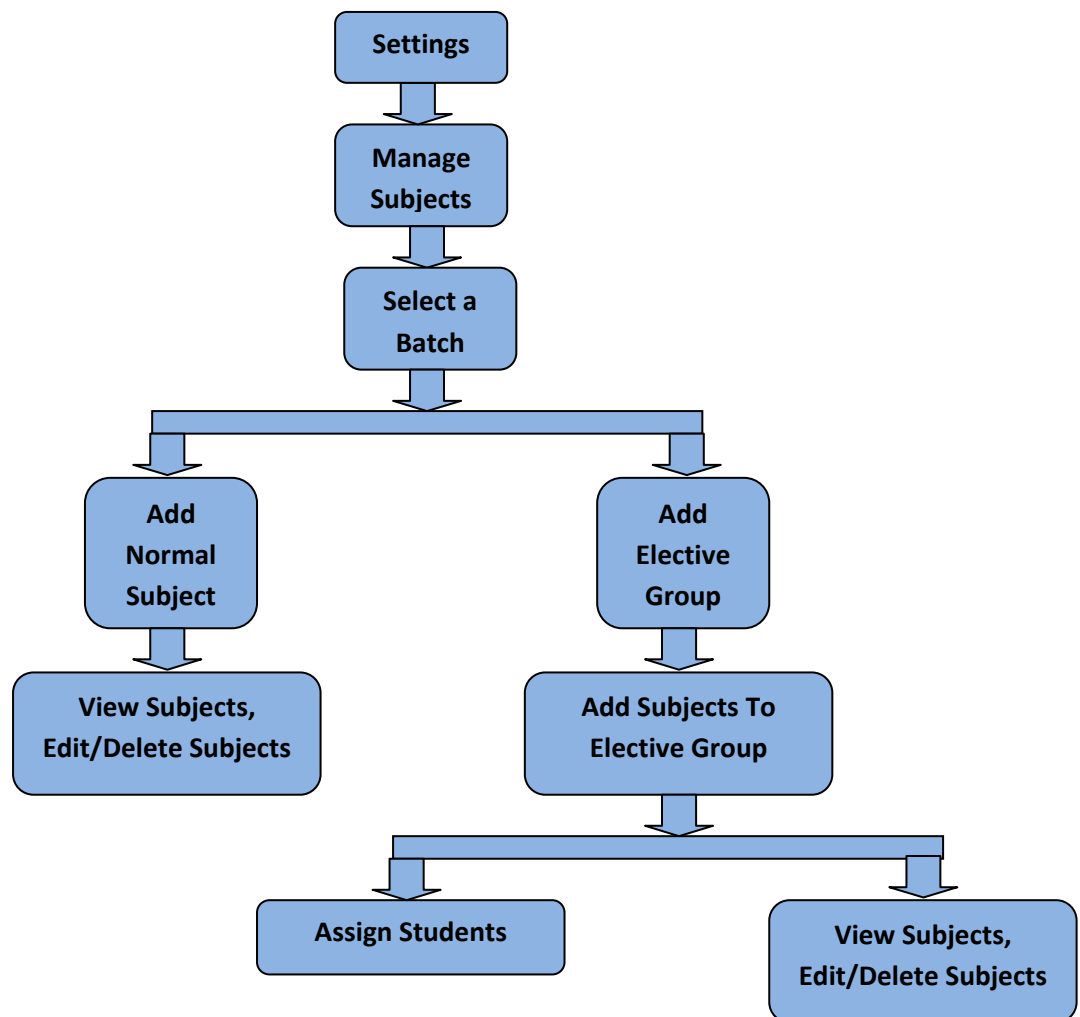 Settings
Manage
Subjects
Select a
Batch
Add
Normal
Subject
Add
Elective
Group
View Subjects,
Edit/Delete Subjects
Add Subjects To
Elective Group
Assign Students
View Subjects,
Edit/Delete Subjects